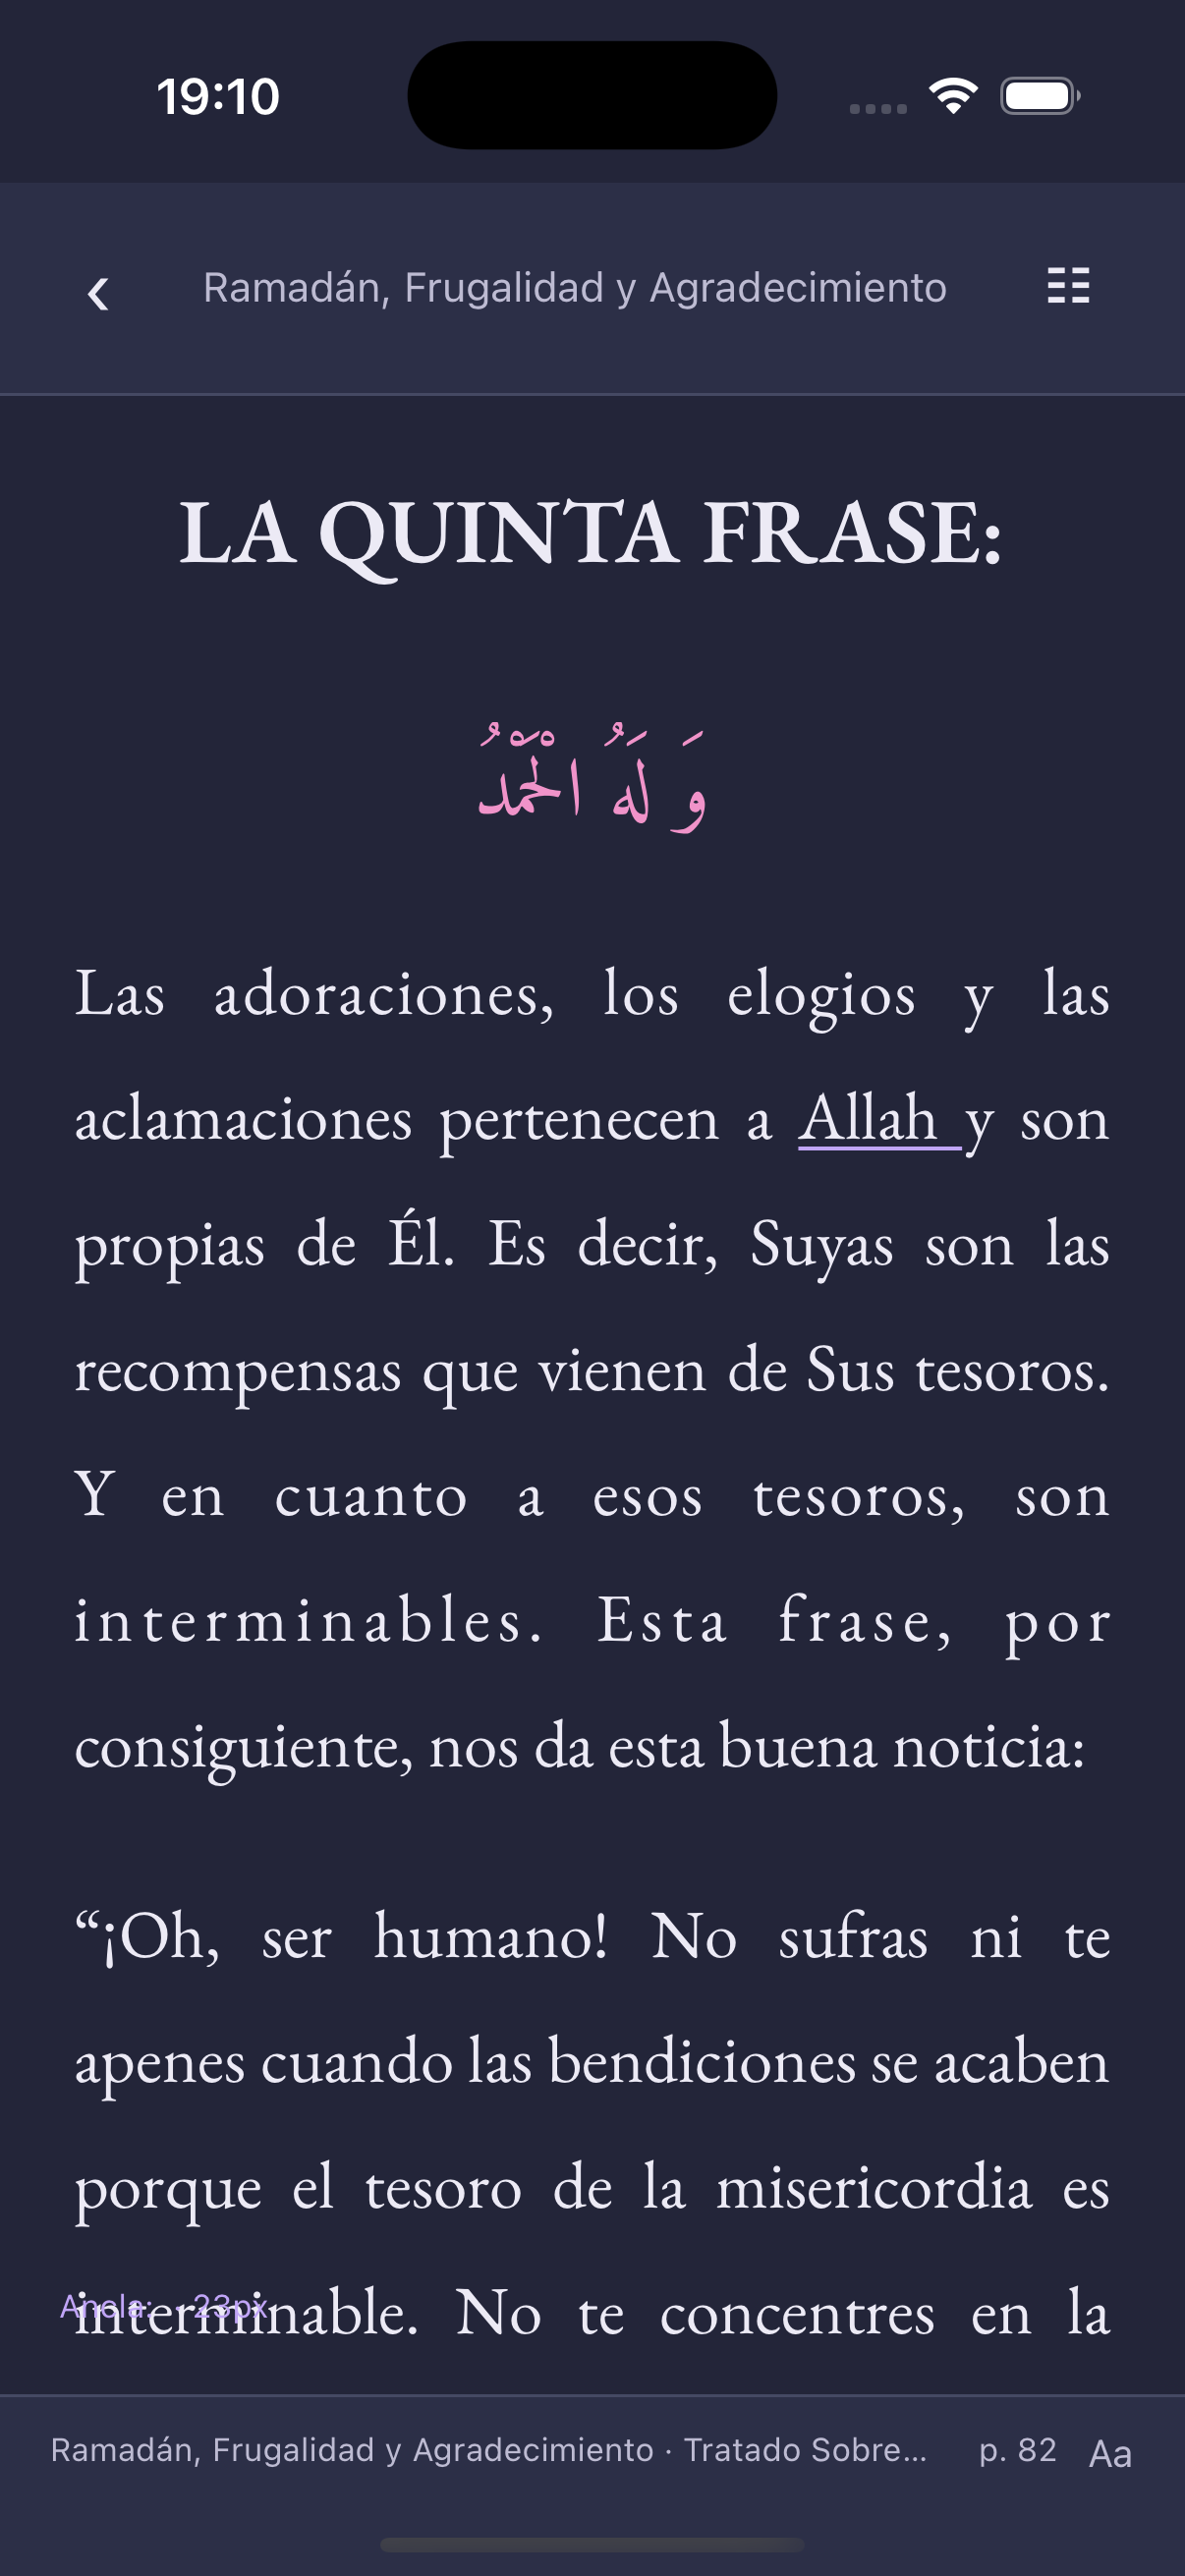 19:10
‹ Ramadán, Frugalidad y Agradecimiento
LA QUINTA FRASE:
وَ لَهُ الْحَمْدُ
Las adoraciones, los elogios y las
aclamaciones pertenecen a Allah y son
propias de Él. Es decir, Suyas son las
recompensas que vienen de Sus tesoros.
Y en cuanto a esos tesoros, son
interminables. Esta frase, por
consiguiente, nos da esta buena noticia:
“¡Oh, ser humano! No sufras ni te
apenes cuando las bendiciones se acaben
porque el tesoro de la misericordia es
interminable. No te concentres en la
Ancla: · 23px
Ramadán, Frugalidad y Agradecimiento · Tratado Sobre... p. 82 Aa